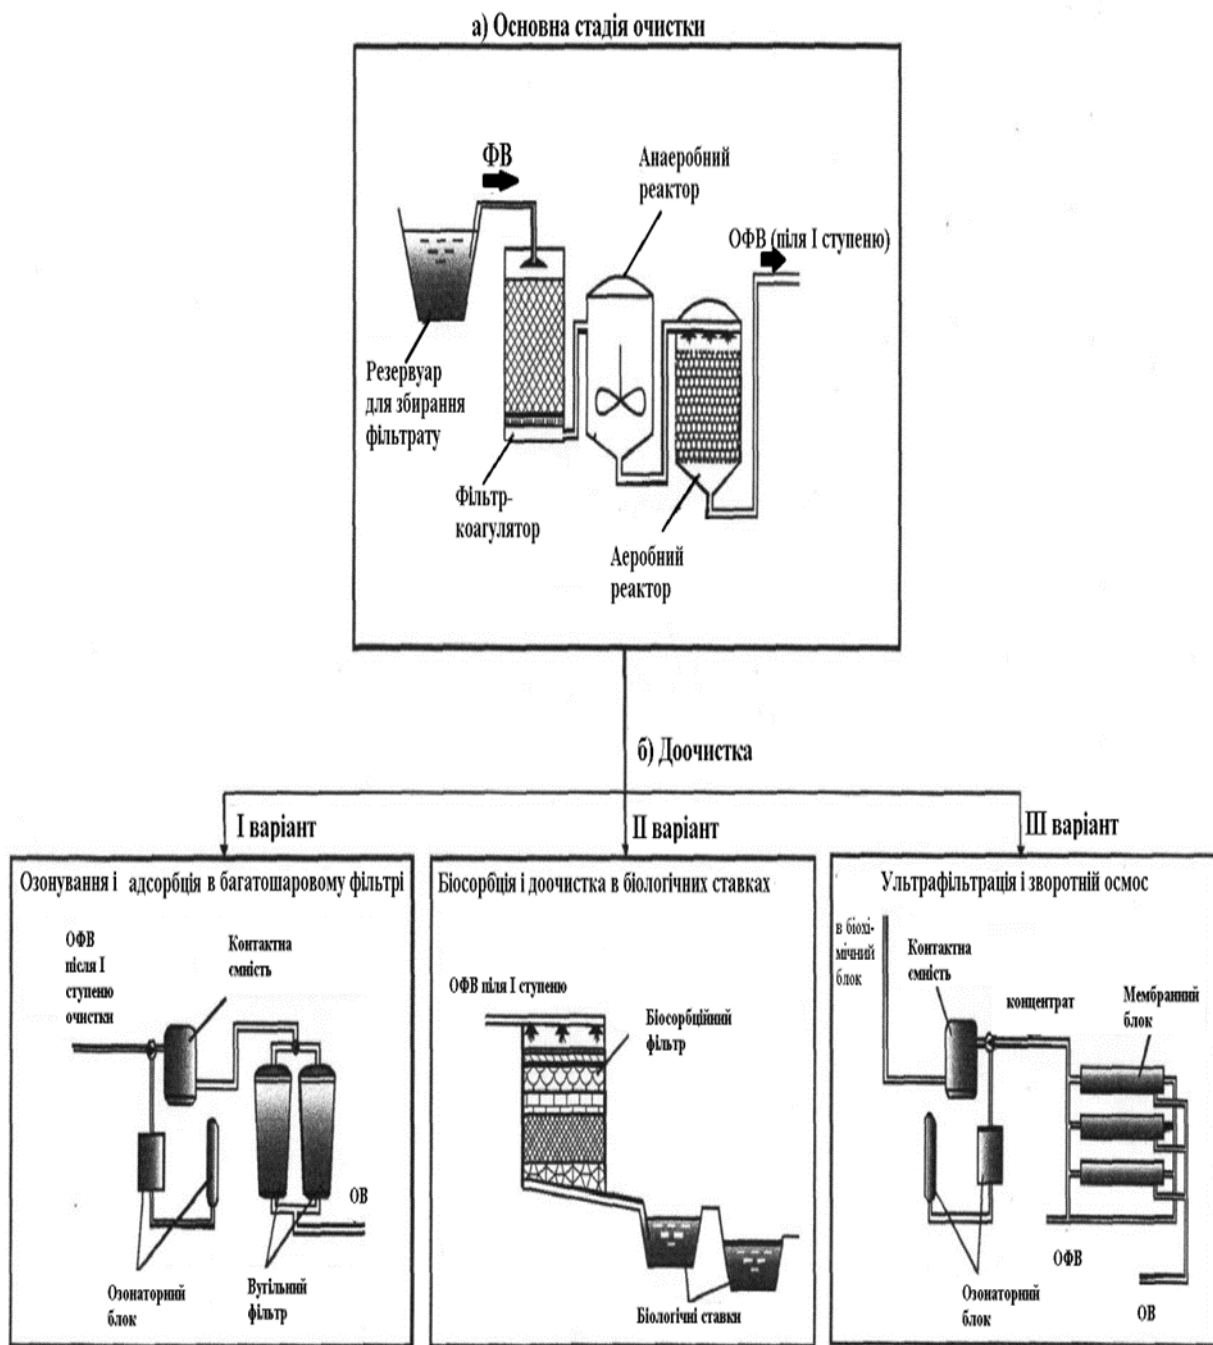 а) Основна стадія очистки
ФВ
Анаеробний
реактор
ОФВ (піля І ступеню)
Резервуар
для збирання
фільтрату
Фільтр-
коагулятор
Аеробний
реактор
б) Доочистка
І варіант
ІІ варіант
ІІІ варіант
Озонування і адсорбція в багатошаровому фільтрі
ОФВ
після І
ступеню
очистки
Контактна
ємність
ОВ
Озонаторний
блок
Вугільний
фільтр
Біосорбція і доочистка в біологічних ставках
ОФВ піля І ступеню
Біосорбційний
фільтр
Біологічні ставки
Ультрафільтрація і зворотній осмос
в біохі-
мічний
блок
Контактна
ємність
концентрат
Мембранний
блок
ОФВ
Озонаторний
блок
ОВ